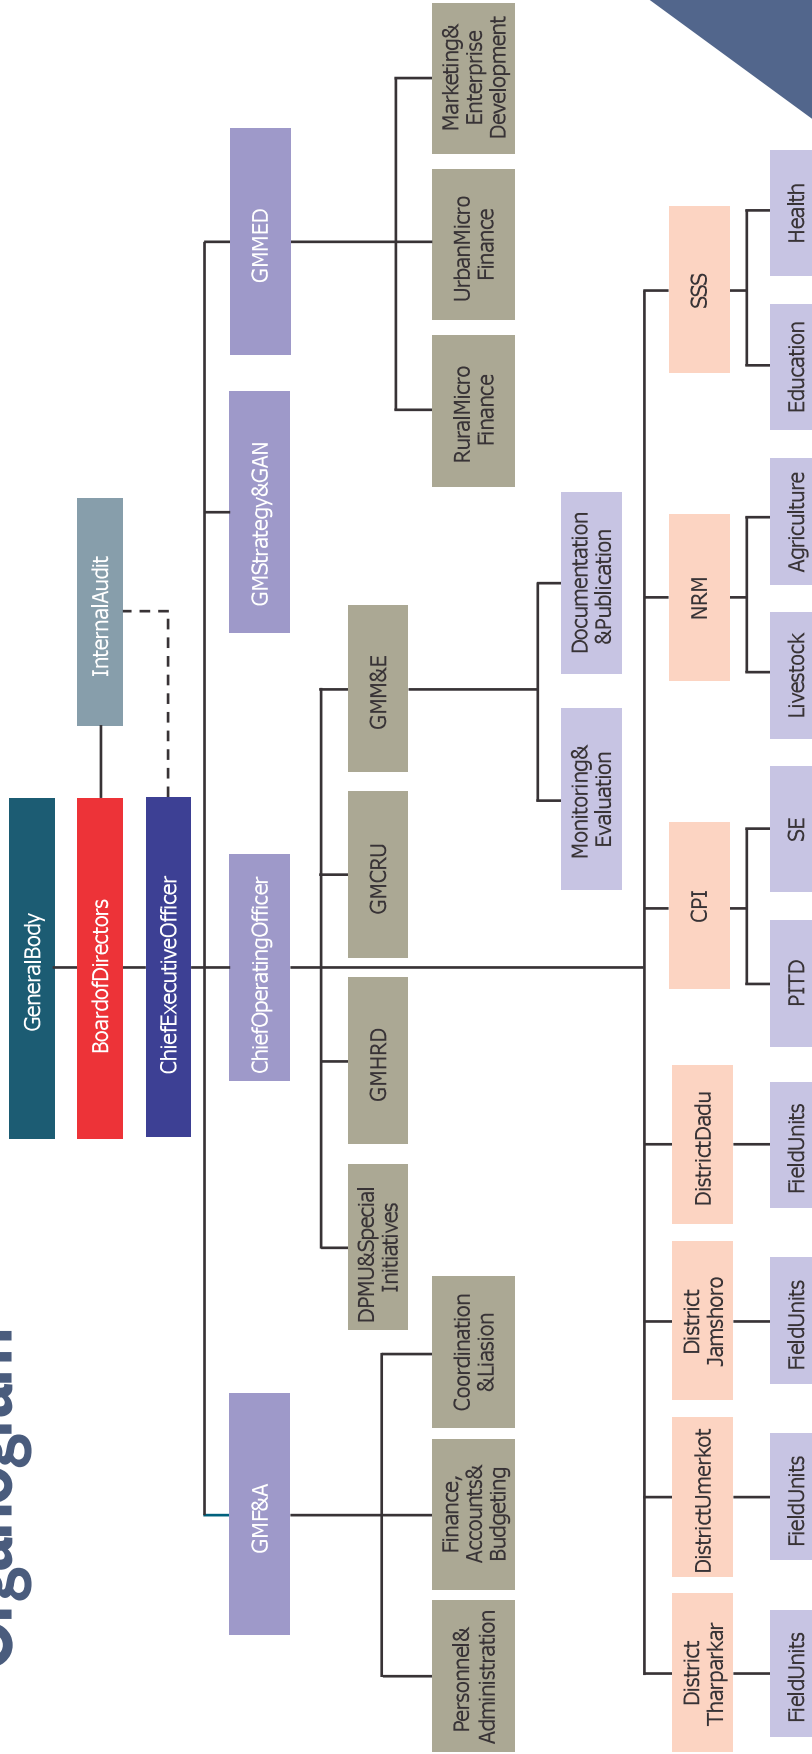 Organogram
GeneralBody
BoardofDirectors
InternalAudit
ChiefExecutiveOfficer
GMF&A
ChiefOperatingOfficer
GMStrategy&GAN
GMMED
DPMU&Special
Initiatives
GMHRD
GMCRU
GMM&E
Personnel&
Administration
Finance,
Accounts&
Budgeting
Coordination
&Liasion
RuralMicro
Finance
UrbanMicro
Finance
Marketing&
Enterprise
Development
Monitoring&
Evaluation
Documentation
&Publication
District
Tharparkar
DistrictUmerkot
District
Jamshoro
DistrictDadu
CPI
NRM
SSS
FieldUnits
FieldUnits
FieldUnits
FieldUnits
PITD
SE
Livestock
Agriculture
Education
Health